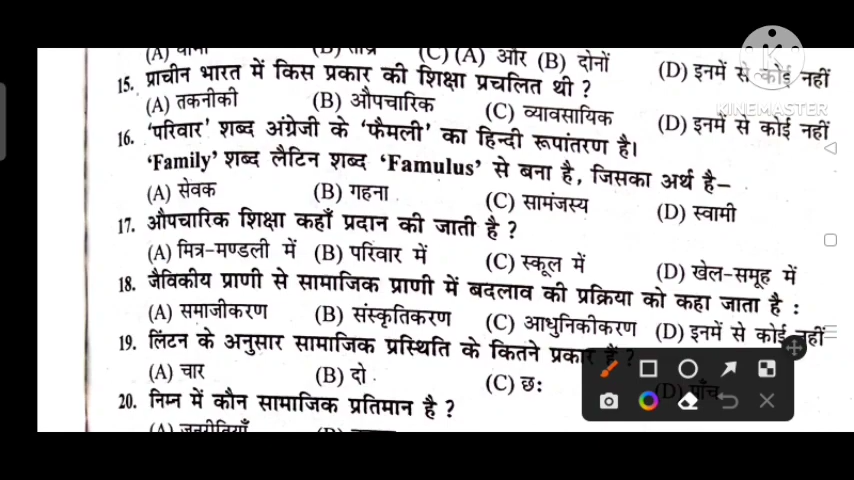 (C) (A) और (B) दोनों
(D) इनमें से कोई नहीं
15. प्राचीन भारत में किस प्रकार की शिक्षा प्रचलित थी ?
(A) तकनीकी (B) औपचारिक (C) व्यावसायिक (D) इनमें से कोई नहीं
16. ‘परिवार’ शब्द अंग्रेजी के ‘फैमली’ का हिन्दी रूपांतरण है।
‘Family’ शब्द लैटिन शब्द ‘Famulus’ से बना है, जिसका अर्थ है–
(A) सेवक (B) गहना (C) सामंजस्य (D) स्वामी
17. औपचारिक शिक्षा कहाँ प्रदान की जाती है ?
(A) मित्र-मण्डली में (B) परिवार में (C) स्कूल में (D) खेल-समूह में
18. जैविकीय प्राणी से सामाजिक प्राणी में बदलाव की प्रक्रिया को कहा जाता है :
(A) समाजीकरण (B) संस्कृतिकरण (C) आधुनिकीकरण (D) इनमें से कोई नहीं
19. लिंटन के अनुसार सामाजिक प्रस्थिति के कितने प्रकार हैं ?
(A) चार (B) दो (C) छः (D) पाँच
20. निम्न में कौन सामाजिक प्रतिमान है ?
KINEMASTER